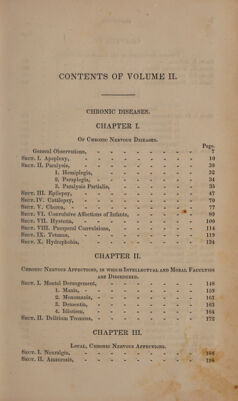 CONTENTS OF VOLUME II.
CHRONIC DISEASES.
CHAPTER I.
Of Chronic Nervous Diseases.
Page.
General Observations, - - - - - - - 7
Sect. I. Apoplexy, - - - - - - - - 10
Sect. II. Paralysis, - - - - - - - - 30
1. Hemiplegia, - - - - - - - 32
2. Paraplegia, - - - - - - - 34
3. Paralysis Partialis, - - - - - - 35
Sect. III. Epilepsy, - - - - - - - - 47
Sect. IV. Catalepsy, - - - - - - - - 70
Sect. V. Chorea, - - - - - - - - 77
Sect. VI. Convulsive Affections of Infants, - - - - - 89
Sect. VII. Hysteria, - - - - - - - - 100
Sect. VIII. Puerperal Convulsions, - - - - - - 114
Sect. IX. Tetanus, - - - - - - - - 119
Sect. X. Hydrophobia, - - - - - - - 134
CHAPTER II.
Chronic Nervous Affections, in which Intellectual and Moral Faculties
are Disordered.
Sect. I. Mental Derangement, - - - - - - 148
1. Mania, - - - - - - - - 159
2. Monomania, - - - - - - - 162
3. Dementia, - - - - - - - 163
4. Idiotism, - - - - - - - 164
Sect. II. Delirium Tremens, - - - - - - - 172
CHAPTER III.
Local, Chronic Nervous Affections.
Sect. I. Neuralgia, - - - - - - - -
Sect. II. Amaurosis, - - - - - - - -